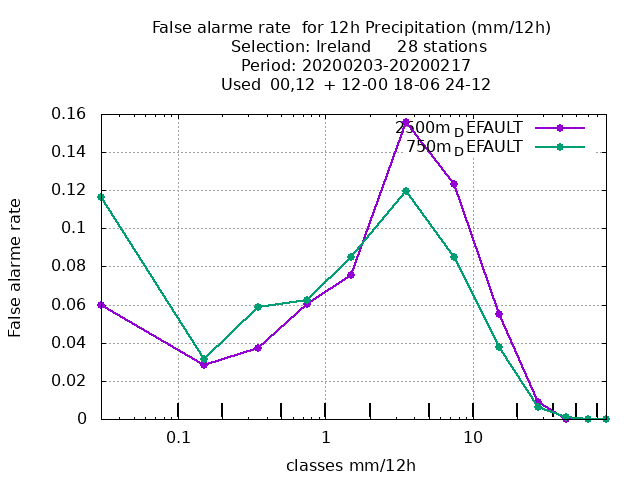 False alarme rate  for 12h Precipitation (mm/12h)
Selection: Ireland     28 stations
Period: 20200203-20200217
Used  00,12  + 12-00 18-06 24-12
0.16
2500m_DEFAULT
0.14
750m_DEFAULT
0.12
0.1
0.08
0.06
0.04
0.02
0
False alarme rate
0.1
1
10
classes mm/12h